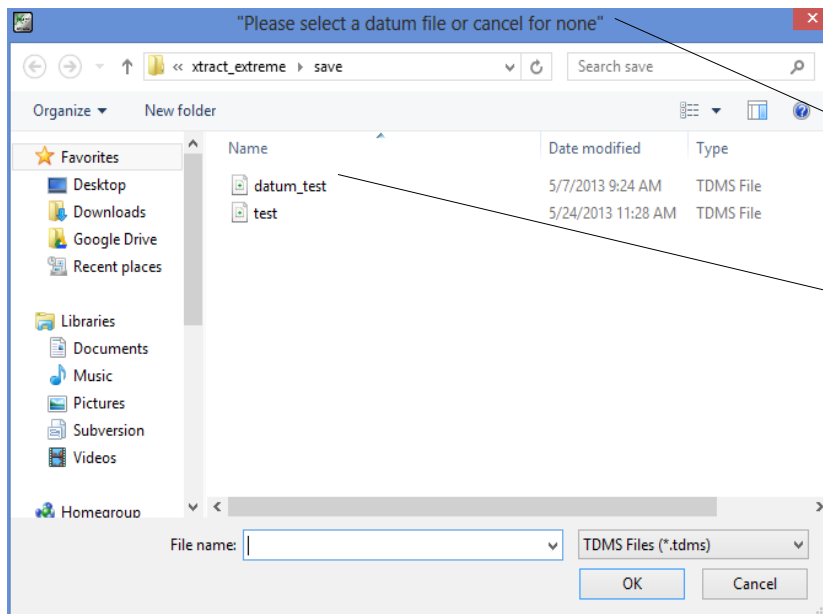 "Please select a datum file or cancel for none"
« xtract_extreme save
Search save
Organize New folder
Name Date modified Type
Favorites
Desktop
Downloads
Google Drive
Recent places
Libraries
Documents
Music
Pictures
Subversion
Videos
Homegroup
datum_test 5/7/2013 9:24 AM TDMS File
test 5/24/2013 11:28 AM TDMS File
File name:
TDMS Files (*.tdms)
OK Cancel